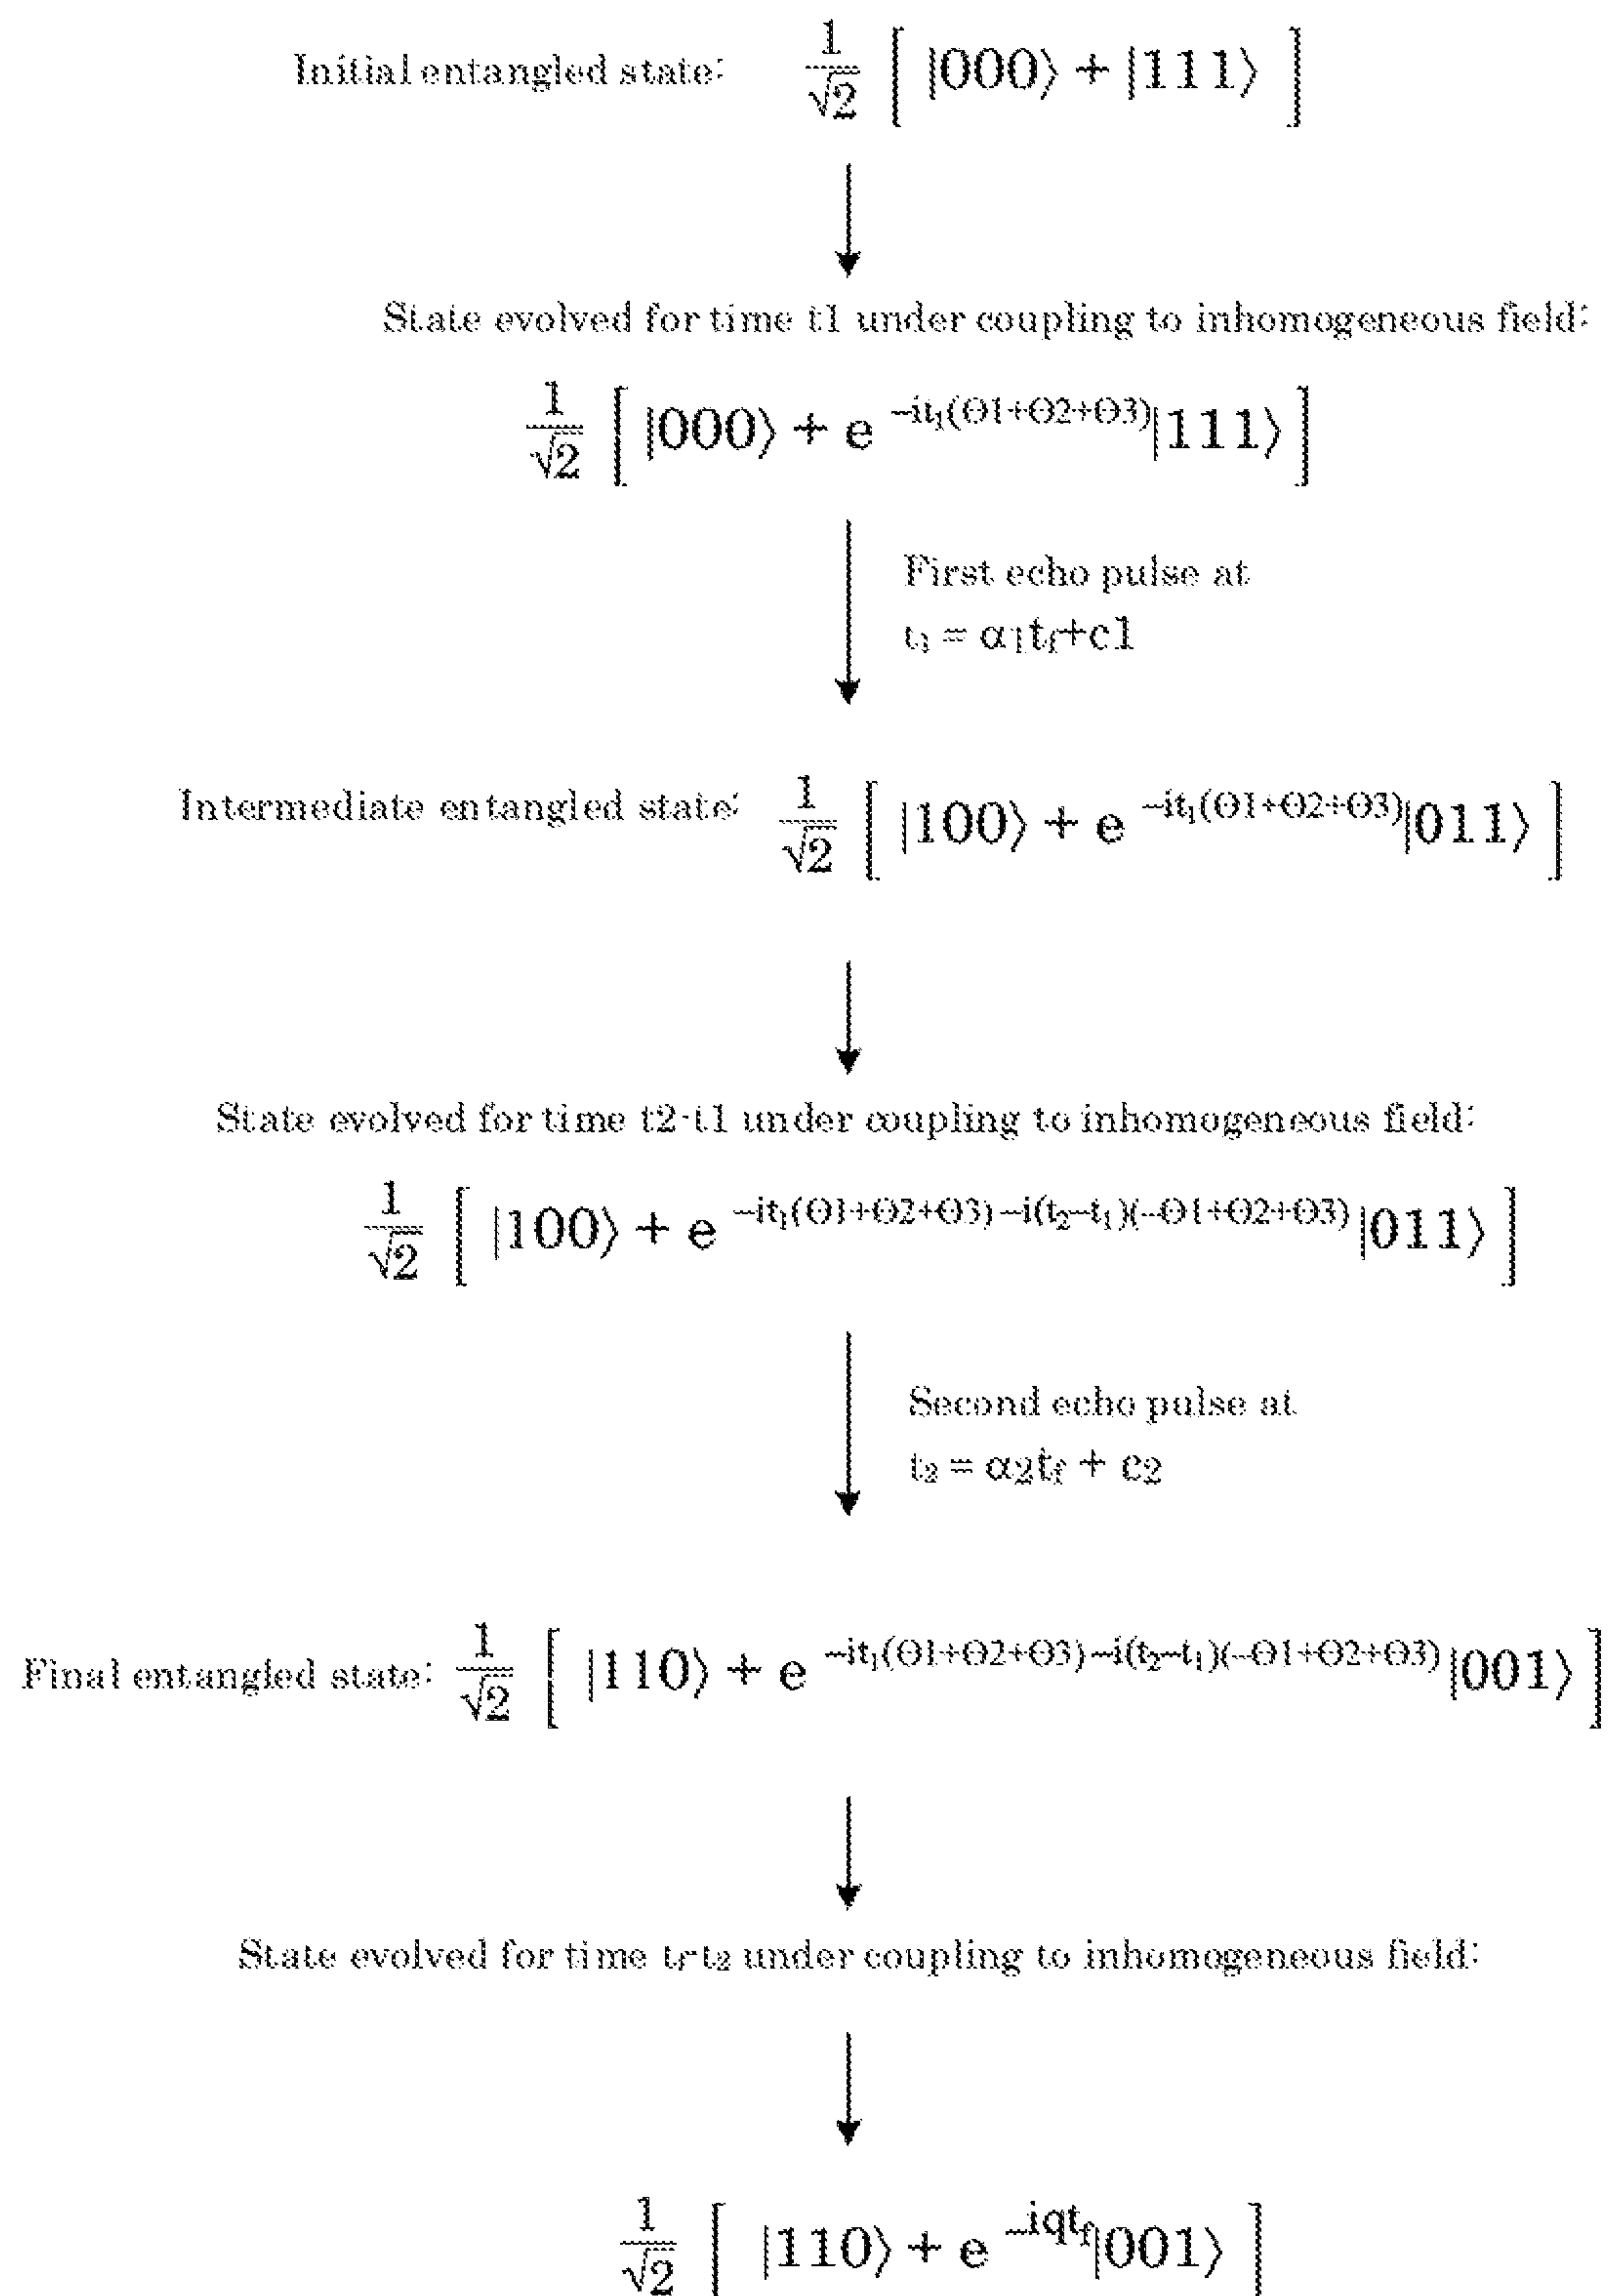 Initial entangled state: 1/√2 [ |000⟩ + |111⟩ ]
State evolved for time t1 under coupling to inhomogeneous field:
1/√2 [ |000⟩ + e^{-it₁(Θ1+Θ2+Θ3)}|111⟩ ]
First echo pulse at
t₁ = α₁t_f+c1
Intermediate entangled state: 1/√2 [ |100⟩ + e^{-it₁(Θ1+Θ2+Θ3)}|011⟩ ]
State evolved for time t2-t1 under coupling to inhomogeneous field:
1/√2 [ |100⟩ + e^{-it₁(Θ1+Θ2+Θ3)-i(t₂-t₁)(-Θ1+Θ2+Θ3)}|011⟩ ]
Second echo pulse at
t₂ = α₂t_f + c₂
Final entangled state: 1/√2 [ |110⟩ + e^{-it₁(Θ1+Θ2+Θ3)-i(t₂-t₁)(-Θ1+Θ2+Θ3)}|001⟩ ]
State evolved for time t_f-t₂ under coupling to inhomogeneous field:
1/√2 [ |110⟩ + e^{-iqt_f}|001⟩ ]